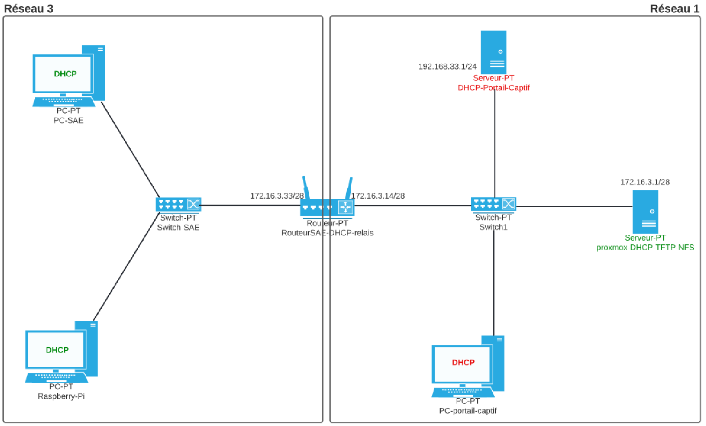 Réseau 3
Réseau 1
DHCP
PC-PT
PC-SAE
192.168.33.1/24
Serveur-PT
DHCP-Portail-Captif
172.16.3.33/28
172.16.3.14/28
172.16.3.1/28
Switch-PT
Switch SAE
Routeur-PT
RouteurSAE-DHCP-relais
Switch-PT
Switch1
Serveur-PT
proxmox DHCP TFTP NFS
DHCP
PC-PT
Raspberry-Pi
DHCP
PC-PT
PC-portail-captif